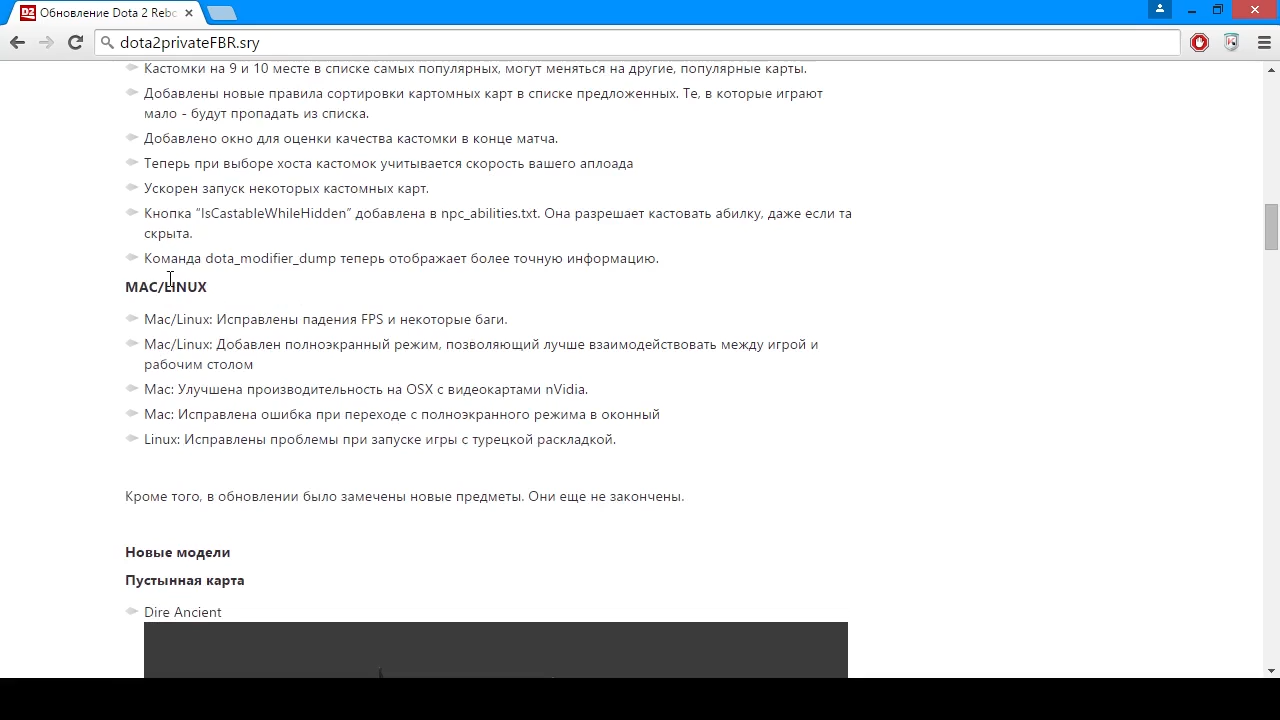 Обновление Dota 2 Rebo
dota2privateFBR.sry
Кастомки на 9 и 10 месте в списке самых популярных, могут меняться на другие, популярные карты.
Добавлены новые правила сортировки картомных карт в списке предложенных. Те, в которые играют
мало - будут пропадать из списка.
Добавлено окно для оценки качества кастомки в конце матча.
Теперь при выборе хоста кастомок учитывается скорость вашего аплоада
Ускорен запуск некоторых кастомных карт.
Кнопка “IsCastableWhileHidden” добавлена в npc_abilities.txt. Она разрешает кастовать абилку, даже если та
скрыта.
Команда dota_modifier_dump теперь отображает более точную информацию.
MAC/LINUX
Mac/Linux: Исправлены падения FPS и некоторые баги.
Mac/Linux: Добавлен полноэкранный режим, позволяющий лучше взаимодействовать между игрой и
рабочим столом
Mac: Улучшена производительность на OSX с видеокартами nVidia.
Mac: Исправлена ошибка при переходе с полноэкранного режима в оконный
Linux: Исправлены проблемы при запуске игры с турецкой раскладкой.
Кроме того, в обновлении было замечены новые предметы. Они еще не закончены.
Новые модели
Пустынная карта
Dire Ancient